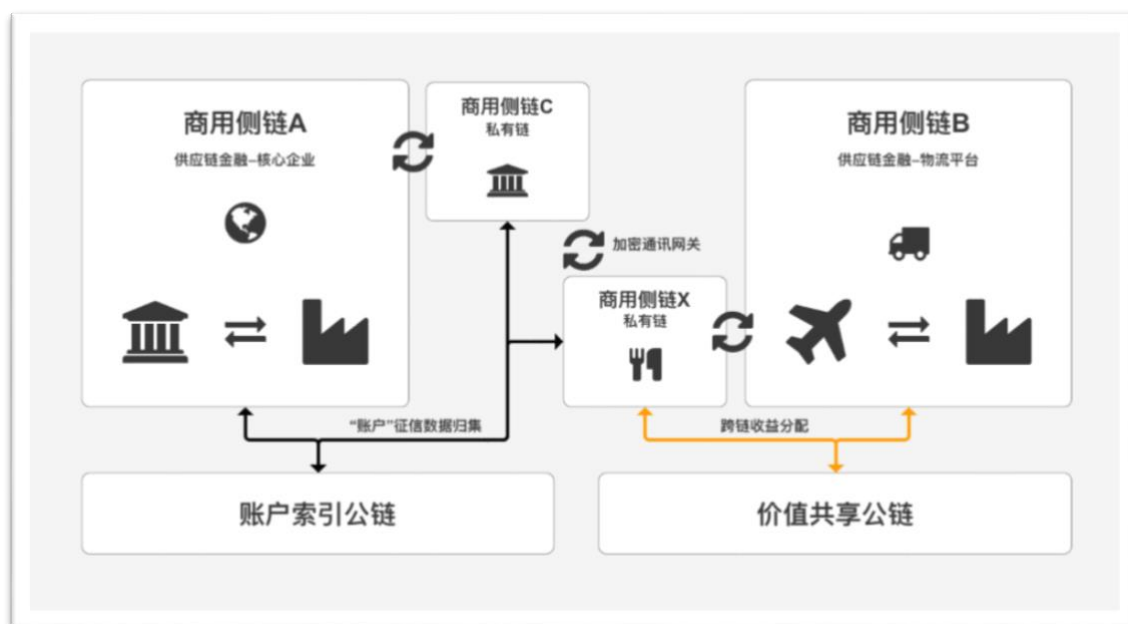 商用侧链A
供应链金融–核心企业
商用侧链C
私有链
商用侧链B
供应链金融–物流平台
加密通讯网关
商用侧链X
私有链
“账户”征信数据归集
跨链收益分配
账户索引公链
价值共享公链